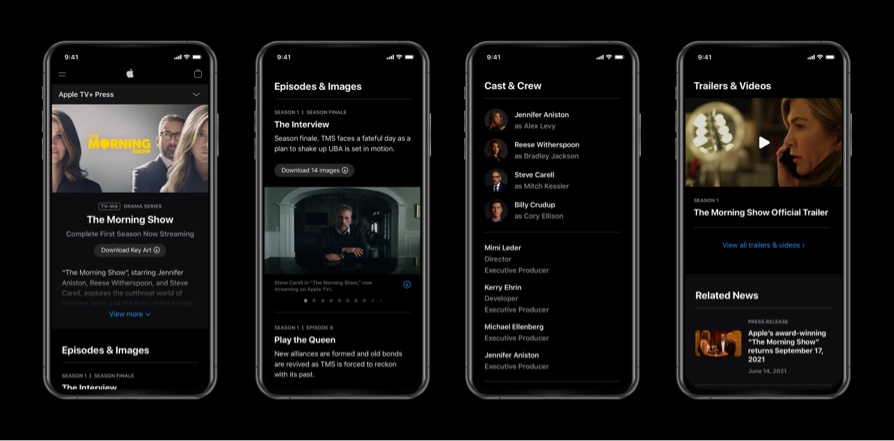 9:41
Apple TV+ Press
THE
MORNING
SHOW
TV-MA DRAMA SERIES
The Morning Show
Complete First Season Now Streaming
Download Key Art
"The Morning Show", starring Jennifer
Aniston, Reese Witherspoon, and Steve
Carell, explores the cutthroat world of
morning news and the lives of the people
View more
Episodes & Images
SEASON 1 | SEASON FINALE
The Interview
9:41
Episodes & Images
SEASON 1 | SEASON FINALE
The Interview
Season finale. TMS faces a fateful day as a
plan to shake up UBA is set in motion.
Download 14 images
Steve Carell in "The Morning Show," now
streaming on Apple TV+.
SEASON 1 | EPISODE 9
Play the Queen
New alliances are formed and old bonds
are revived as TMS is forced to reckon
with its past.
9:41
Cast & Crew
Jennifer Aniston
as Alex Levy
Reese Witherspoon
as Bradley Jackson
Steve Carell
as Mitch Kessler
Billy Crudup
as Cory Ellison
Mimi Leder
Director
Executive Producer
Kerry Ehrin
Developer
Executive Producer
Michael Ellenberg
Executive Producer
Jennifer Aniston
Executive Producer
9:41
Trailers & Videos
SEASON 1
The Morning Show Official Trailer
View all trailers & videos ›
Related News
PRESS RELEASE
Apple's award-winning
"The Morning Show"
returns September 17,
2021
June 14, 2021